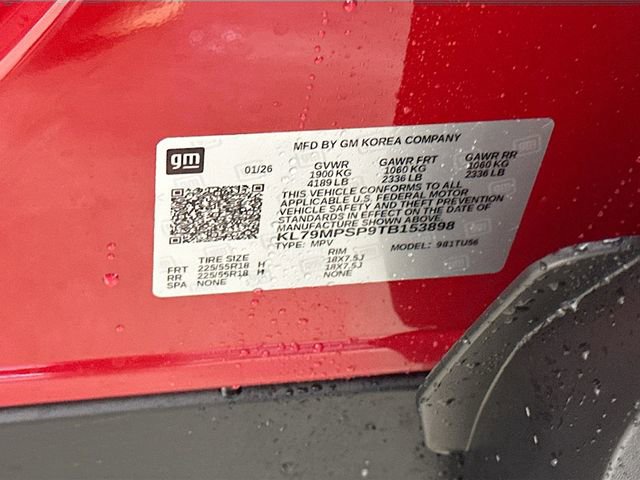 MFD BY GM KOREA COMPANY
gm
01/26 GVWR GAWR FRT GAWR RR
1900 KG 1060 KG 1060 KG
4189 LB 2336 LB 2336 LB
THIS VEHICLE CONFORMS TO ALL
APPLICABLE U.S. FEDERAL MOTOR
VEHICLE SAFETY AND THEFT PREVENTION
STANDARDS IN EFFECT ON THE DATE OF
MANUFACTURE SHOWN ABOVE.
KL79MPSP9TB153898
TYPE: MPV MODEL: 9B1TU56
TIRE SIZE RIM
FRT 225/55R18 H 18X7.5J
RR 225/55R18 H 18X7.5J
SPA NONE NONE